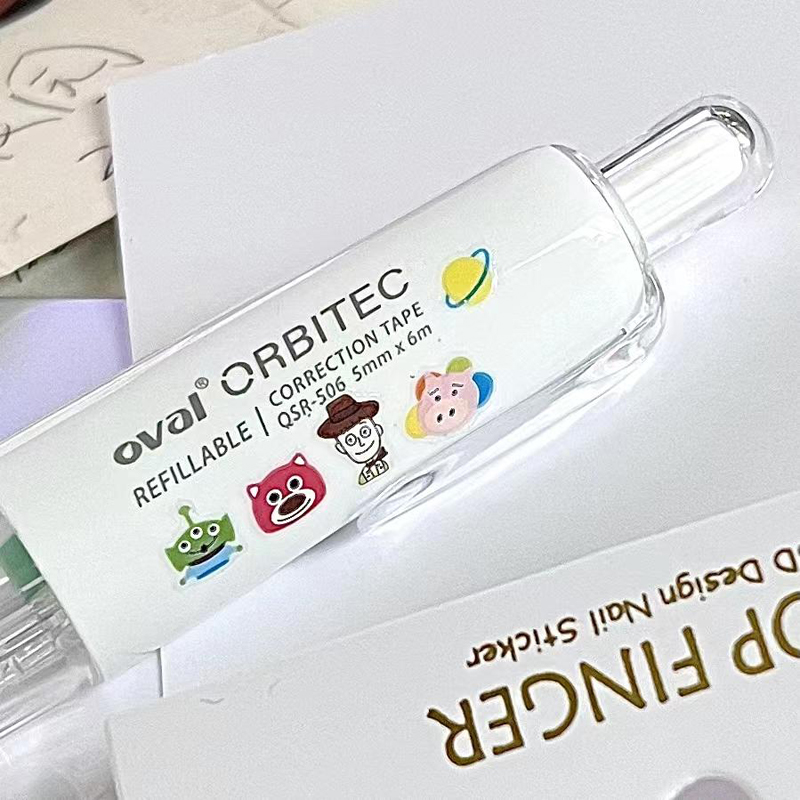 oval® ORBITEC
REFILLABLE | CORRECTION TAPE
QSR-506 5mm x 6m
D Design Nail Sticker
OP FINGER